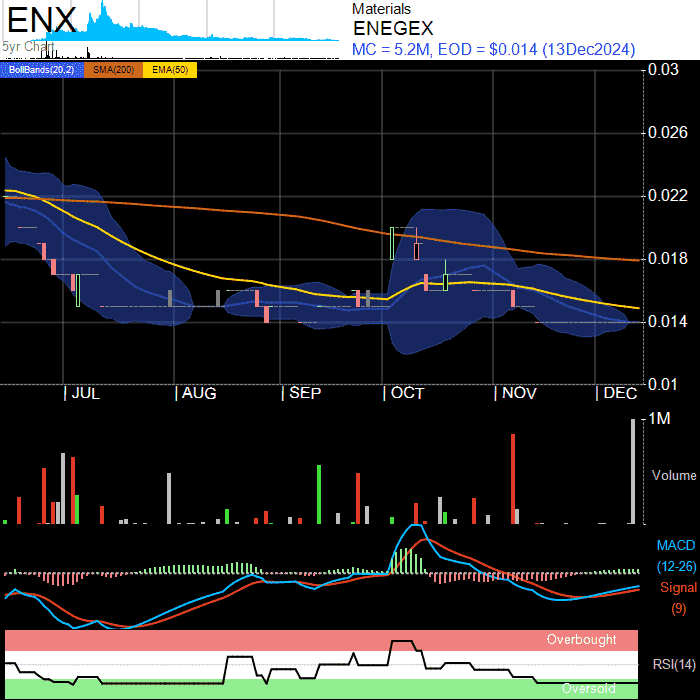 ENX
5yr Chart
Materials
ENEGEX
MC = 5.2M, EOD = $0.014 (13Dec2024)
BollBands(20,2) SMA(200) EMA(50)
0.03
0.026
0.022
0.018
0.014
0.01
JUL AUG SEP OCT NOV DEC
1M
Volume
MACD
(12-26)
Signal
(9)
Overbought
RSI(14)
Oversold